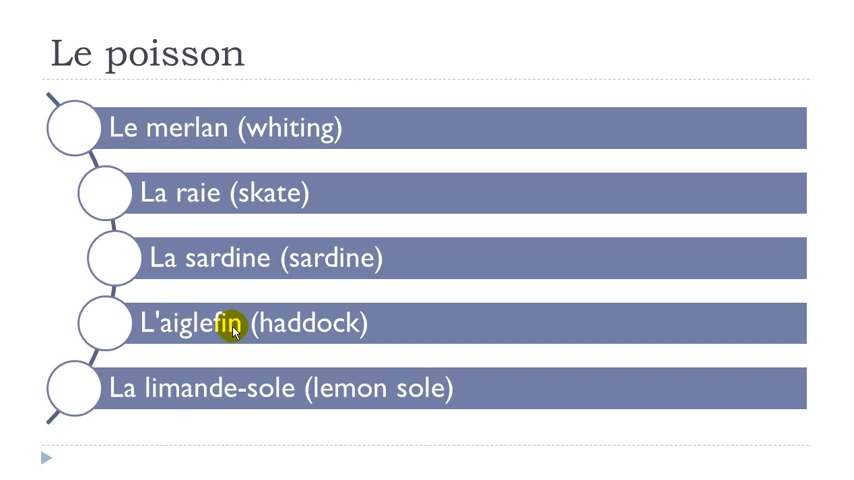 Le poisson
Le merlan (whiting)
La raie (skate)
La sardine (sardine)
L'aiglefin (haddock)
La limande-sole (lemon sole)